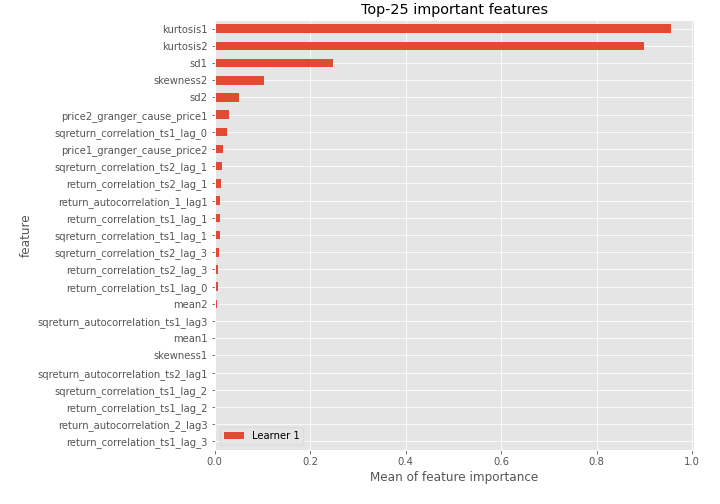 Top-25 important features
kurtosis1
kurtosis2
sd1
skewness2
sd2
price2_granger_cause_price1
sqreturn_correlation_ts1_lag_0
price1_granger_cause_price2
sqreturn_correlation_ts2_lag_1
return_correlation_ts2_lag_1
return_autocorrelation_1_lag1
return_correlation_ts1_lag_1
sqreturn_correlation_ts1_lag_1
sqreturn_correlation_ts2_lag_3
return_correlation_ts2_lag_3
return_correlation_ts1_lag_0
mean2
sqreturn_autocorrelation_ts1_lag3
mean1
skewness1
sqreturn_autocorrelation_ts2_lag1
sqreturn_correlation_ts1_lag_2
return_correlation_ts1_lag_2
return_autocorrelation_2_lag3
return_correlation_ts1_lag_3
feature
Learner 1
0.0 0.2 0.4 0.6 0.8 1.0
Mean of feature importance